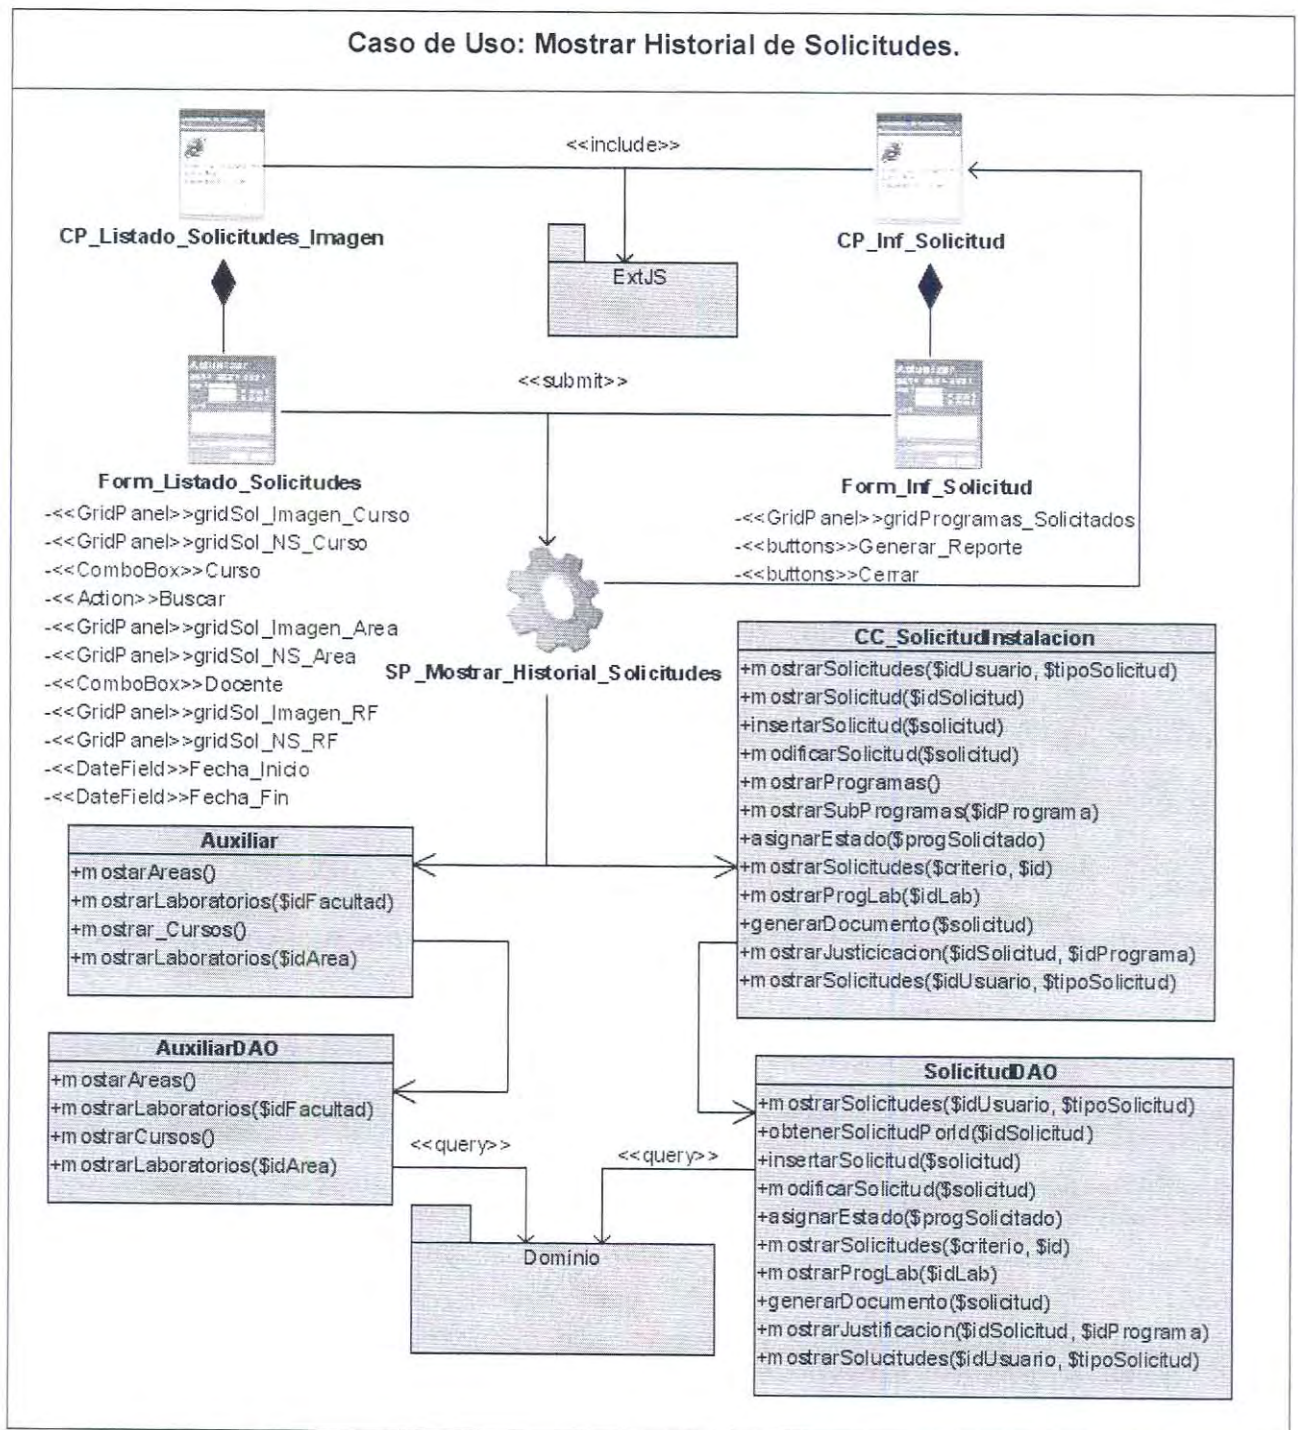 Caso de Uso: Mostrar Historial de Solicitudes.
<<include>>
CP_Listado_Solicitudes_Imagen
CP_Inf_Solicitud
ExtJS
<<submit>>
Form_Listado_Solicitudes
-<<GridPanel>>gridSol_Imagen_Curso
-<<GridPanel>>gridSol_NS_Curso
-<<ComboBox>>Curso
-<<Action>>Buscar
-<<GridPanel>>gridSol_Imagen_Area
-<<GridPanel>>gridSol_NS_Area
-<<ComboBox>>Docente
-<<GridPanel>>gridSol_Imagen_RF
-<<GridPanel>>gridSol_NS_RF
-<<DateField>>Fecha_Inicio
-<<DateField>>Fecha_Fin
Form_Inf_Solicitud
-<<GridPanel>>gridProgramas_Solicitados
-<<buttons>>Generar_Reporte
-<<buttons>>Cerrar
SP_Mostrar_Historial_Solicitudes
CC_SolicitudInstalacion
+mostrarSolicitudes($idUsuario, $tipoSolicitud)
+mostrarSolicitud($idSolicitud)
+insertarSolicitud($solicitud)
+modificarSolicitud($solicitud)
+mostrarProgramas()
+mostrarSubProgramas($idPrograma)
+asignarEstado($progSolicitado)
+mostrarSolicitudes($criterio, $id)
+mostrarProgLab($idLab)
+generarDocumento($solicitud)
+mostrarJusticicacion($idSolicitud, $idPrograma)
+mostrarSolicitudes($idUsuario, $tipoSolicitud)
Auxiliar
+mostarAreas()
+mostrarLaboratorios($idFacultad)
+mostrar_Cursos()
+mostrarLaboratorios($idArea)
AuxiliarDAO
+mostarAreas()
+mostrarLaboratorios($idFacultad)
+mostrarCursos()
+mostrarLaboratorios($idArea)
SolicitudDAO
+mostrarSolicitudes($idUsuario, $tipoSolicitud)
+obtenerSolicitudPorId($idSolicitud)
+insertarSolicitud($solicitud)
+modificarSolicitud($solicitud)
+asignarEstado($progSolicitado)
+mostrarSolicitudes($criterio, $id)
+mostrarProgLab($idLab)
+generarDocumento($solicitud)
+mostrarJustificacion($idSolicitud, $idPrograma)
+mostrarSolucitudes($idUsuario, $tipoSolicitud)
<<query>>
<<query>>
Domínio